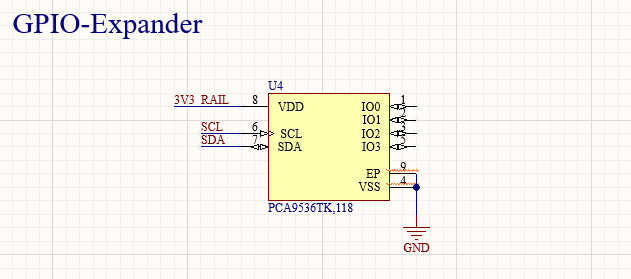 GPIO-Expander
U4
3V3_RAIL 8 VDD IO0 1
IO1
SCL 6 SCL IO2 3
SDA 7 SDA IO3 5
EP 9
VSS 4
PCA9536TK,118
GND